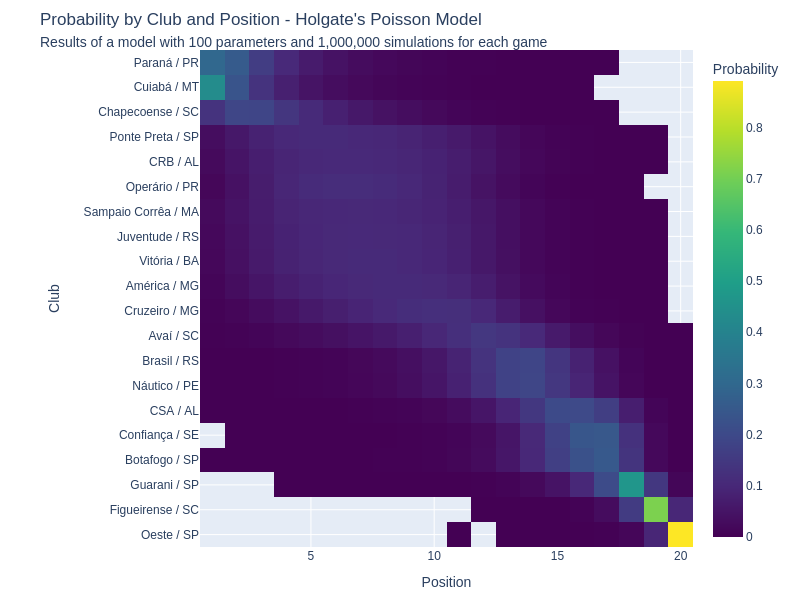 Probability by Club and Position - Holgate's Poisson Model
Results of a model with 100 parameters and 1,000,000 simulations for each game
Probability
Club
Paraná / PR
Cuiabá / MT
Chapecoense / SC
Ponte Preta / SP
CRB / AL
Operário / PR
Sampaio Corrêa / MA
Juventude / RS
Vitória / BA
América / MG
Cruzeiro / MG
Avaí / SC
Brasil / RS
Náutico / PE
CSA / AL
Confiança / SE
Botafogo / SP
Guarani / SP
Figueirense / SC
Oeste / SP
0.8
0.7
0.6
0.5
0.4
0.3
0.2
0.1
0
5
10
15
20
Position